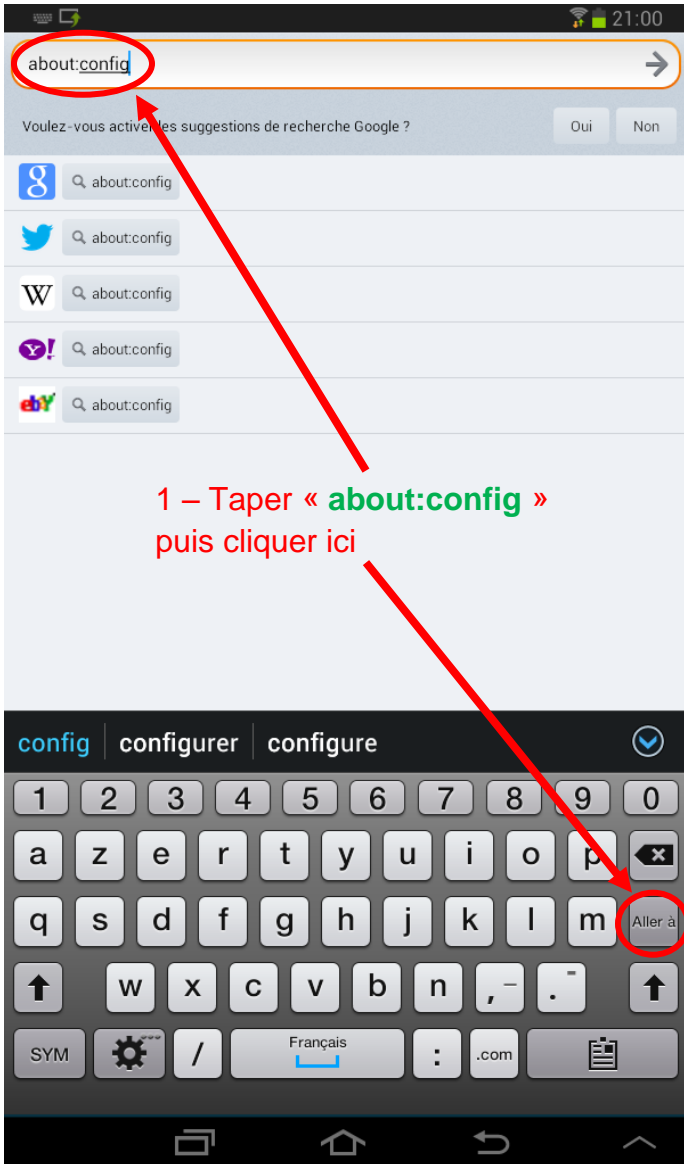 21:00
about:config
Voulez-vous activer les suggestions de recherche Google ? Oui Non
g about:config
about:config
W about:config
Y! about:config
ebY about:config
1 – Taper « about:config »
puis cliquer ici
config configurer configure
1 2 3 4 5 6 7 8 9 0
a z e r t y u i o p
q s d f g h j k l m Aller à
w x c v b n , - . -
SYM / Français : .com